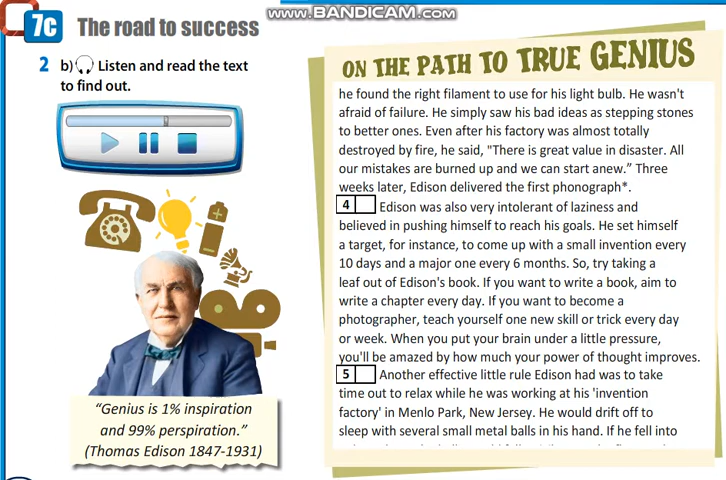 www.BANDICAM.com
7c The road to success
2 b) Listen and read the text
to find out.
"Genius is 1% inspiration
and 99% perspiration."
(Thomas Edison 1847-1931)
ON THE PATH TO TRUE GENIUS
he found the right filament to use for his light bulb. He wasn't
afraid of failure. He simply saw his bad ideas as stepping stones
to better ones. Even after his factory was almost totally
destroyed by fire, he said, "There is great value in disaster. All
our mistakes are burned up and we can start anew." Three
weeks later, Edison delivered the first phonograph*.
4 Edison was also very intolerant of laziness and
believed in pushing himself to reach his goals. He set himself
a target, for instance, to come up with a small invention every
10 days and a major one every 6 months. So, try taking a
leaf out of Edison's book. If you want to write a book, aim to
write a chapter every day. If you want to become a
photographer, teach yourself one new skill or trick every day
or week. When you put your brain under a little pressure,
you'll be amazed by how much your power of thought improves.
5 Another effective little rule Edison had was to take
time out to relax while he was working at his 'invention
factory' in Menlo Park, New Jersey. He would drift off to
sleep with several small metal balls in his hand. If he fell into